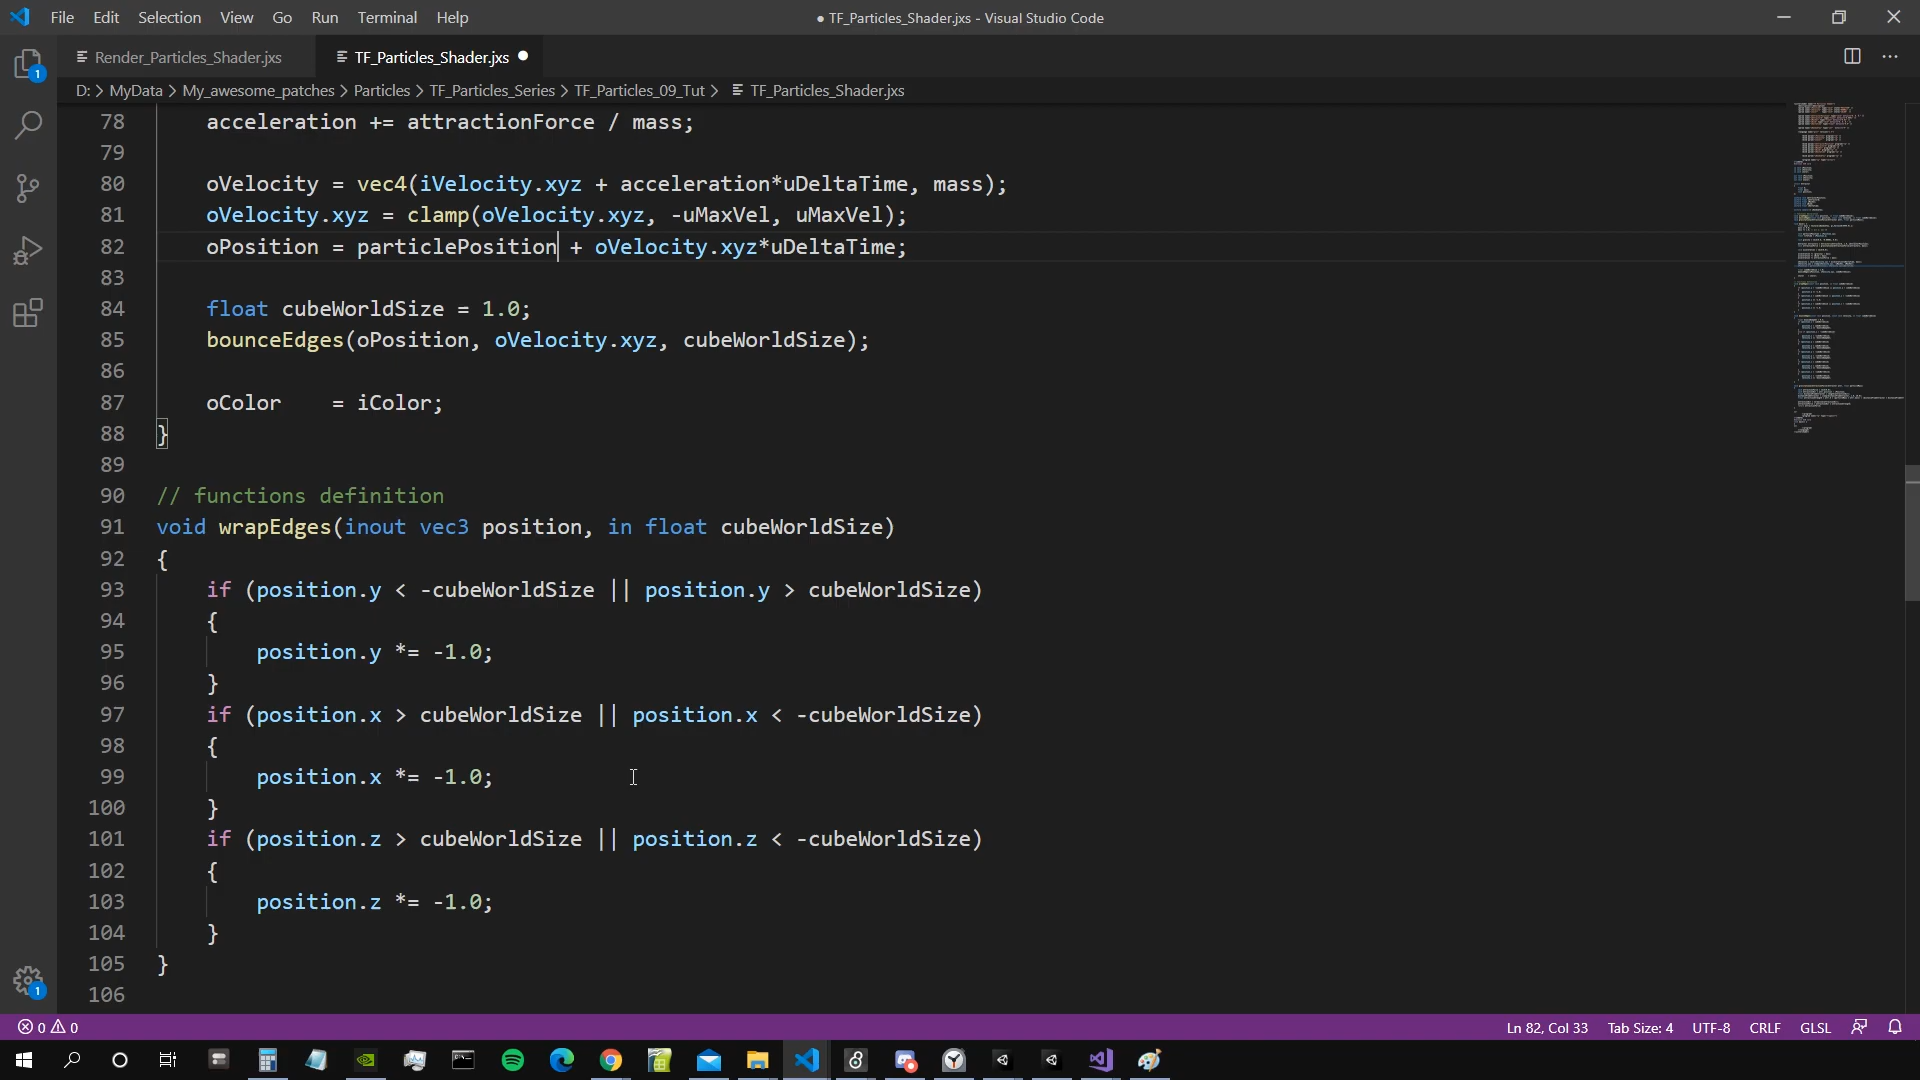 File Edit Selection View Go Run Terminal Help
● TF_Particles_Shader.jxs - Visual Studio Code
Render_Particles_Shader.jxs
TF_Particles_Shader.jxs
D: > MyData > My_awesome_patches > Particles > TF_Particles_Series > TF_Particles_09_Tut > TF_Particles_Shader.jxs
78 acceleration += attractionForce / mass;
79
80 oVelocity = vec4(iVelocity.xyz + acceleration*uDeltaTime, mass);
81 oVelocity.xyz = clamp(oVelocity.xyz, -uMaxVel, uMaxVel);
82 oPosition = particlePosition + oVelocity.xyz*uDeltaTime;
83
84 float cubeWorldSize = 1.0;
85 bounceEdges(oPosition, oVelocity.xyz, cubeWorldSize);
86
87 oColor    = iColor;
88 }
89
90 // functions definition
91 void wrapEdges(inout vec3 position, in float cubeWorldSize)
92 {
93 if (position.y < -cubeWorldSize || position.y > cubeWorldSize)
94 {
95 position.y *= -1.0;
96 }
97 if (position.x > cubeWorldSize || position.x < -cubeWorldSize)
98 {
99 position.x *= -1.0;
100 }
101 if (position.z > cubeWorldSize || position.z < -cubeWorldSize)
102 {
103 position.z *= -1.0;
104 }
105 }
106
1
1
0 0
Ln 82, Col 33 Tab Size: 4 UTF-8 CRLF GLSL